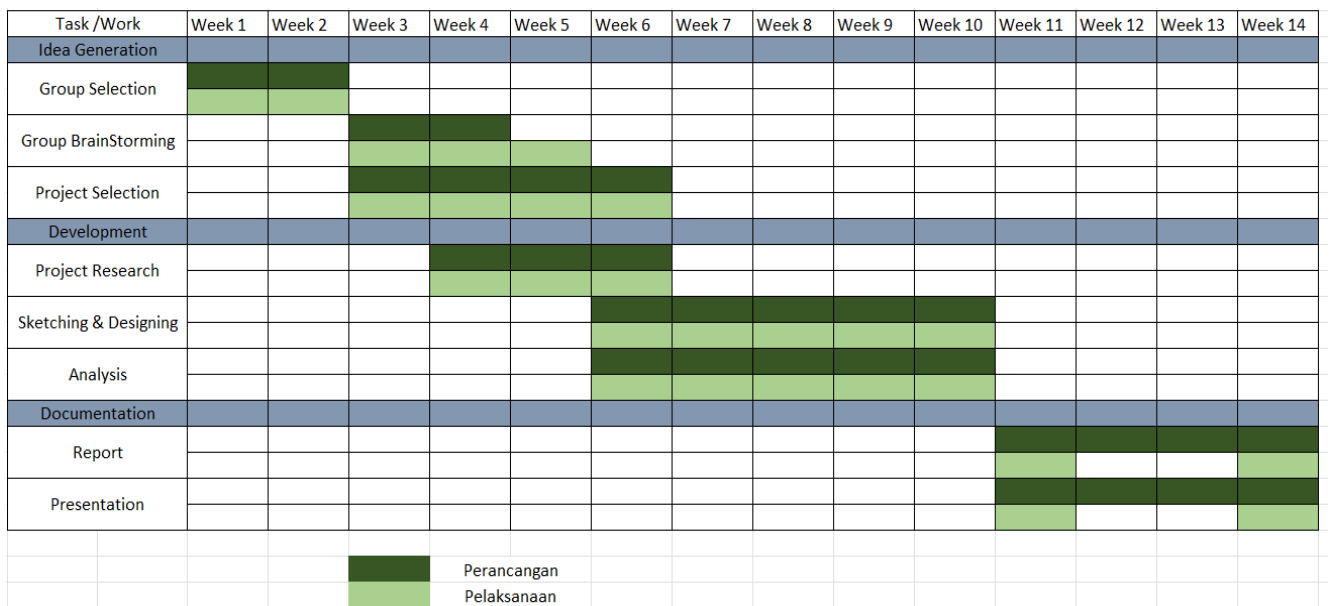 Task /Work Week 1 Week 2 Week 3 Week 4 Week 5 Week 6 Week 7 Week 8 Week 9 Week 10 Week 11 Week 12 Week 13 Week 14
Idea Generation
Group Selection
Group BrainStorming
Project Selection
Development
Project Research
Sketching & Designing
Analysis
Documentation
Report
Presentation
Perancangan
Pelaksanaan